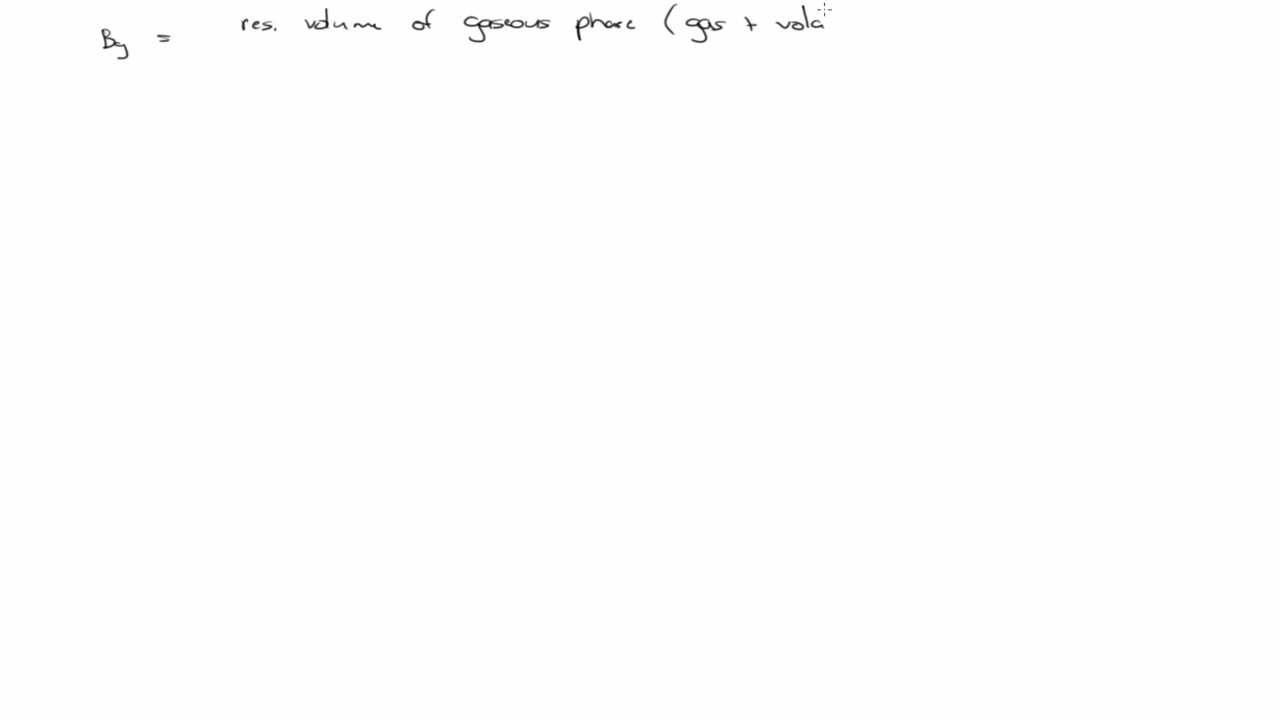 Bg = res. volume of gaseous phase (gas + vola